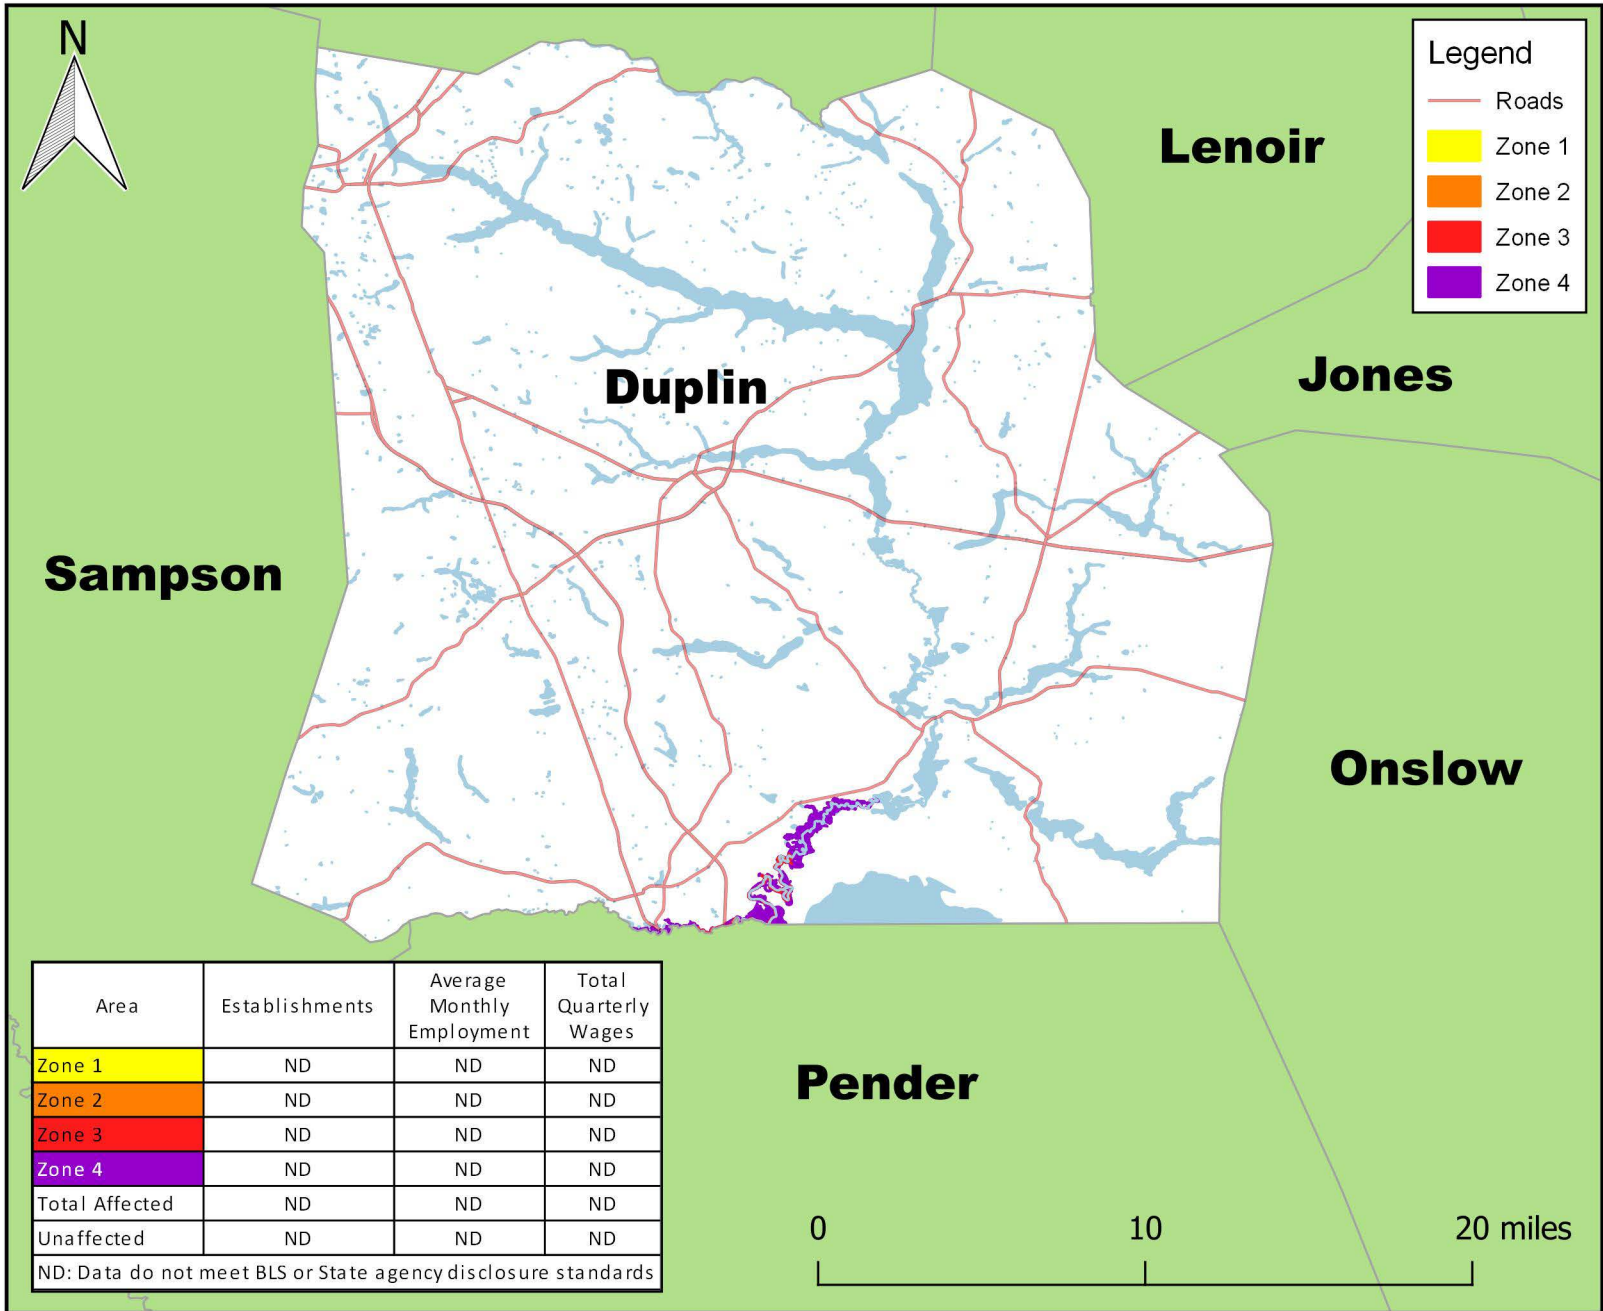 N
Legend
Roads
Zone 1
Zone 2
Zone 3
Zone 4
Lenoir
Jones
Duplin
Sampson
Onslow
Pender
Area Establishments Average Monthly Employment Total Quarterly Wages
Zone 1 ND ND ND
Zone 2 ND ND ND
Zone 3 ND ND ND
Zone 4 ND ND ND
Total Affected ND ND ND
Unaffected ND ND ND
ND: Data do not meet BLS or State agency disclosure standards
0 10 20 miles